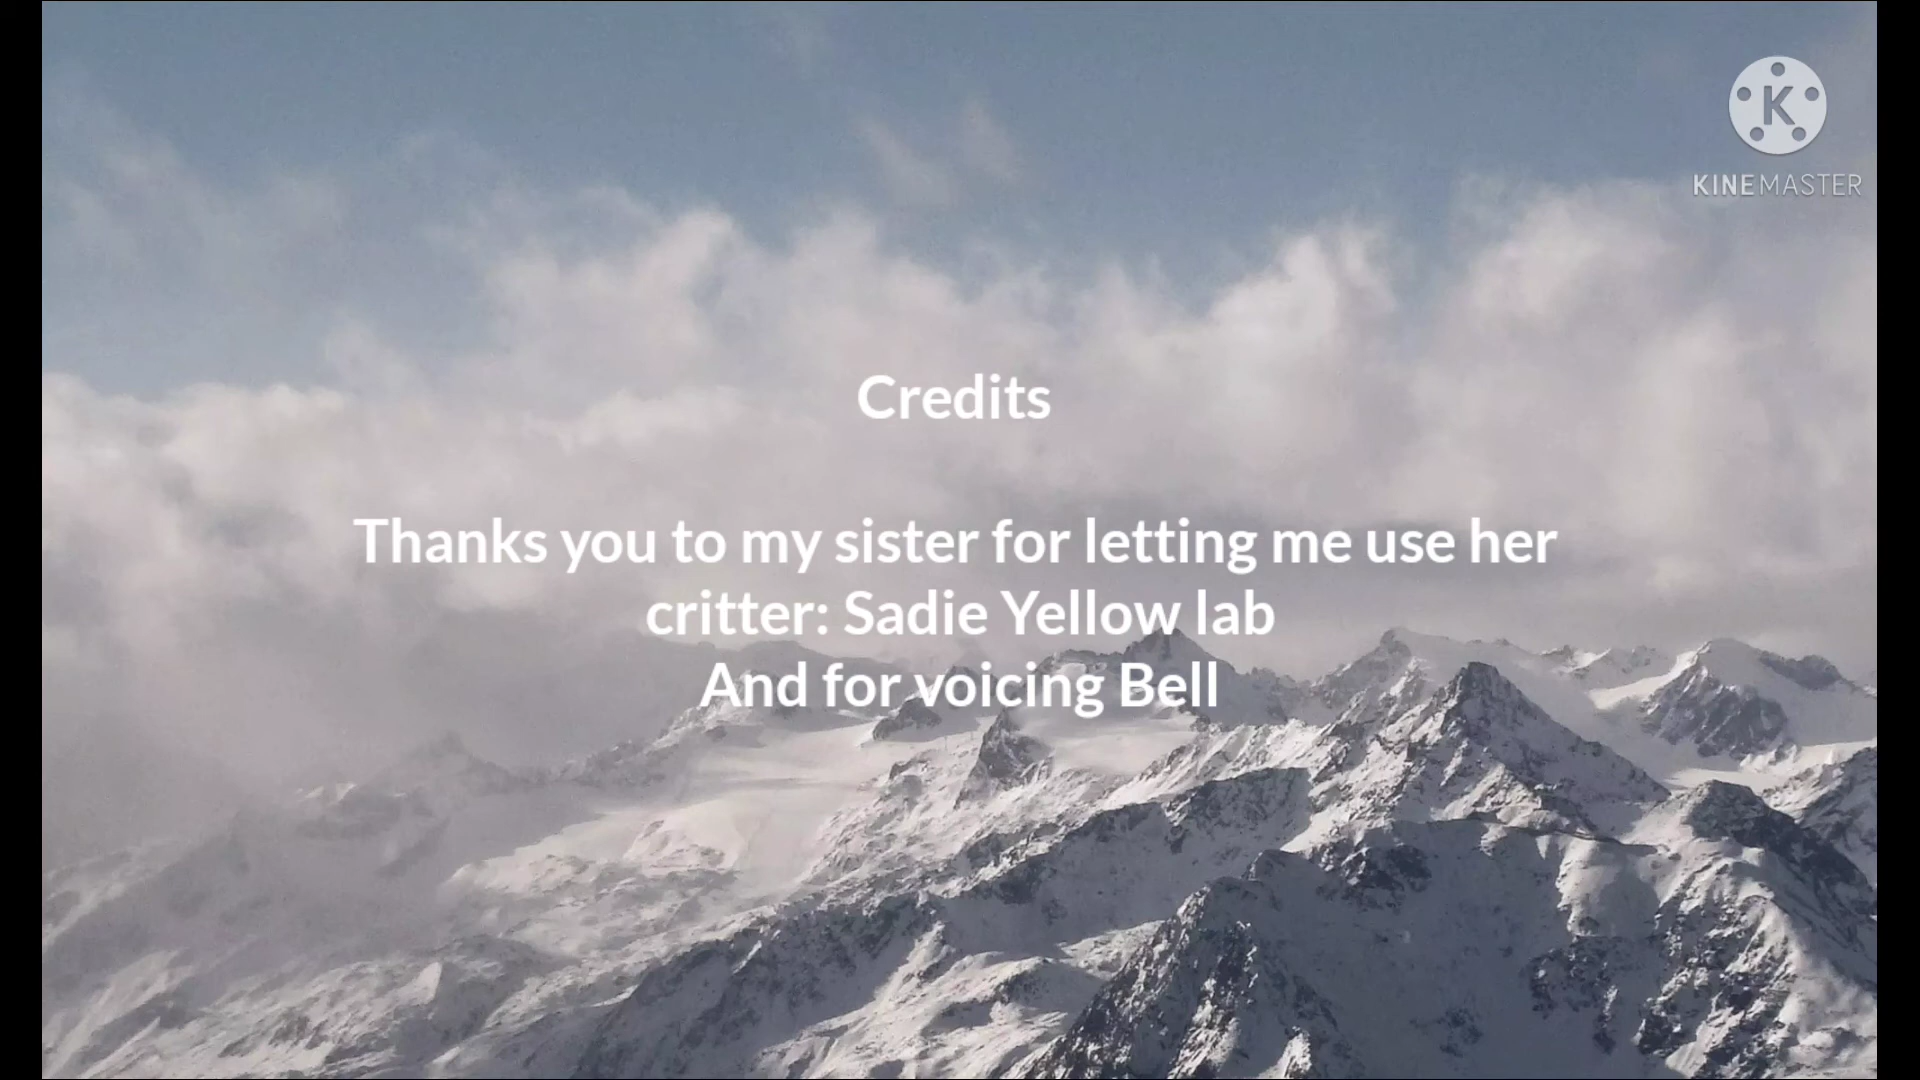 K
KINEMASTER
Credits
Thanks you to my sister for letting me use her
critter: Sadie Yellow lab
And for voicing Bell